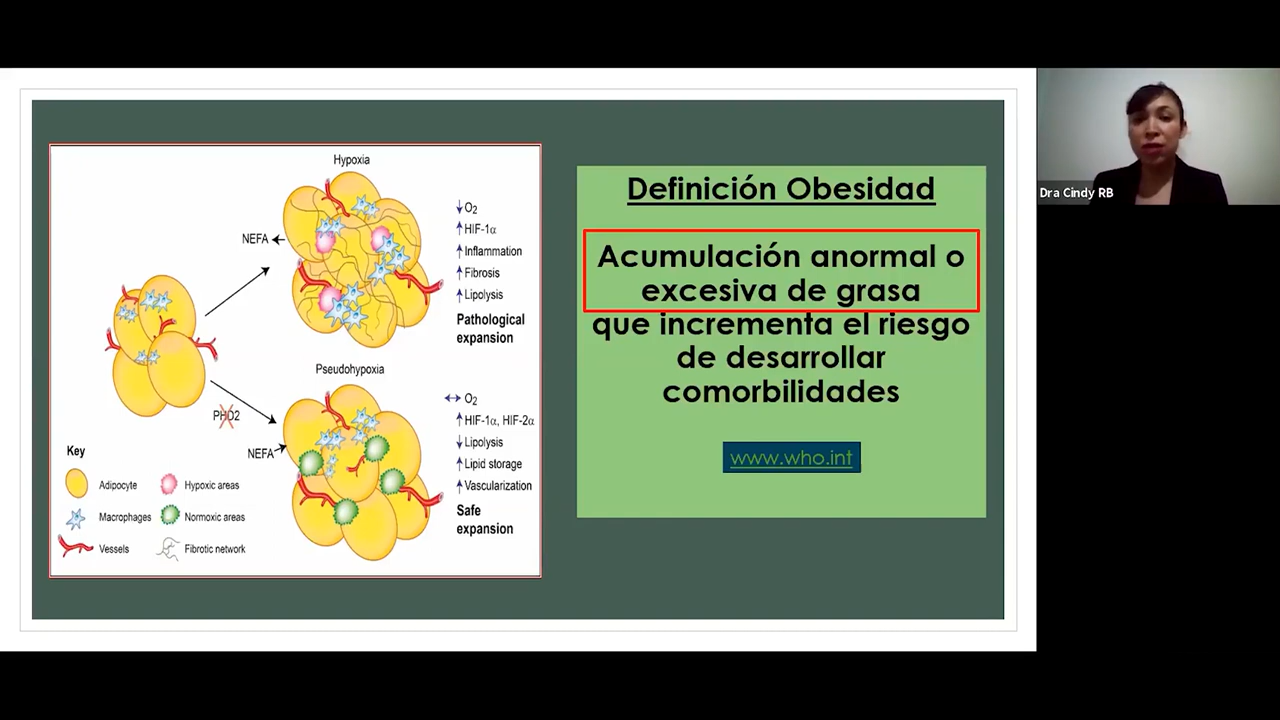 Hypoxia
NEFA
↓O₂
↑HIF-1α
↑Inflammation
↑Fibrosis
↑Lipolysis
Pathological
expansion
Pseudohypoxia
PHD2
NEFA
↔ O₂
↑HIF-1α, HIF-2α
↓Lipolysis
↑Lipid storage
↑Vascularization
Safe
expansion
Key
Adipocyte
Hypoxic areas
Macrophages
Normoxic areas
Vessels
Fibrotic network
Definición Obesidad
Acumulación anormal o
excesiva de grasa
que incrementa el riesgo
de desarrollar
comorbilidades
www.who.int
Dra Cindy RB